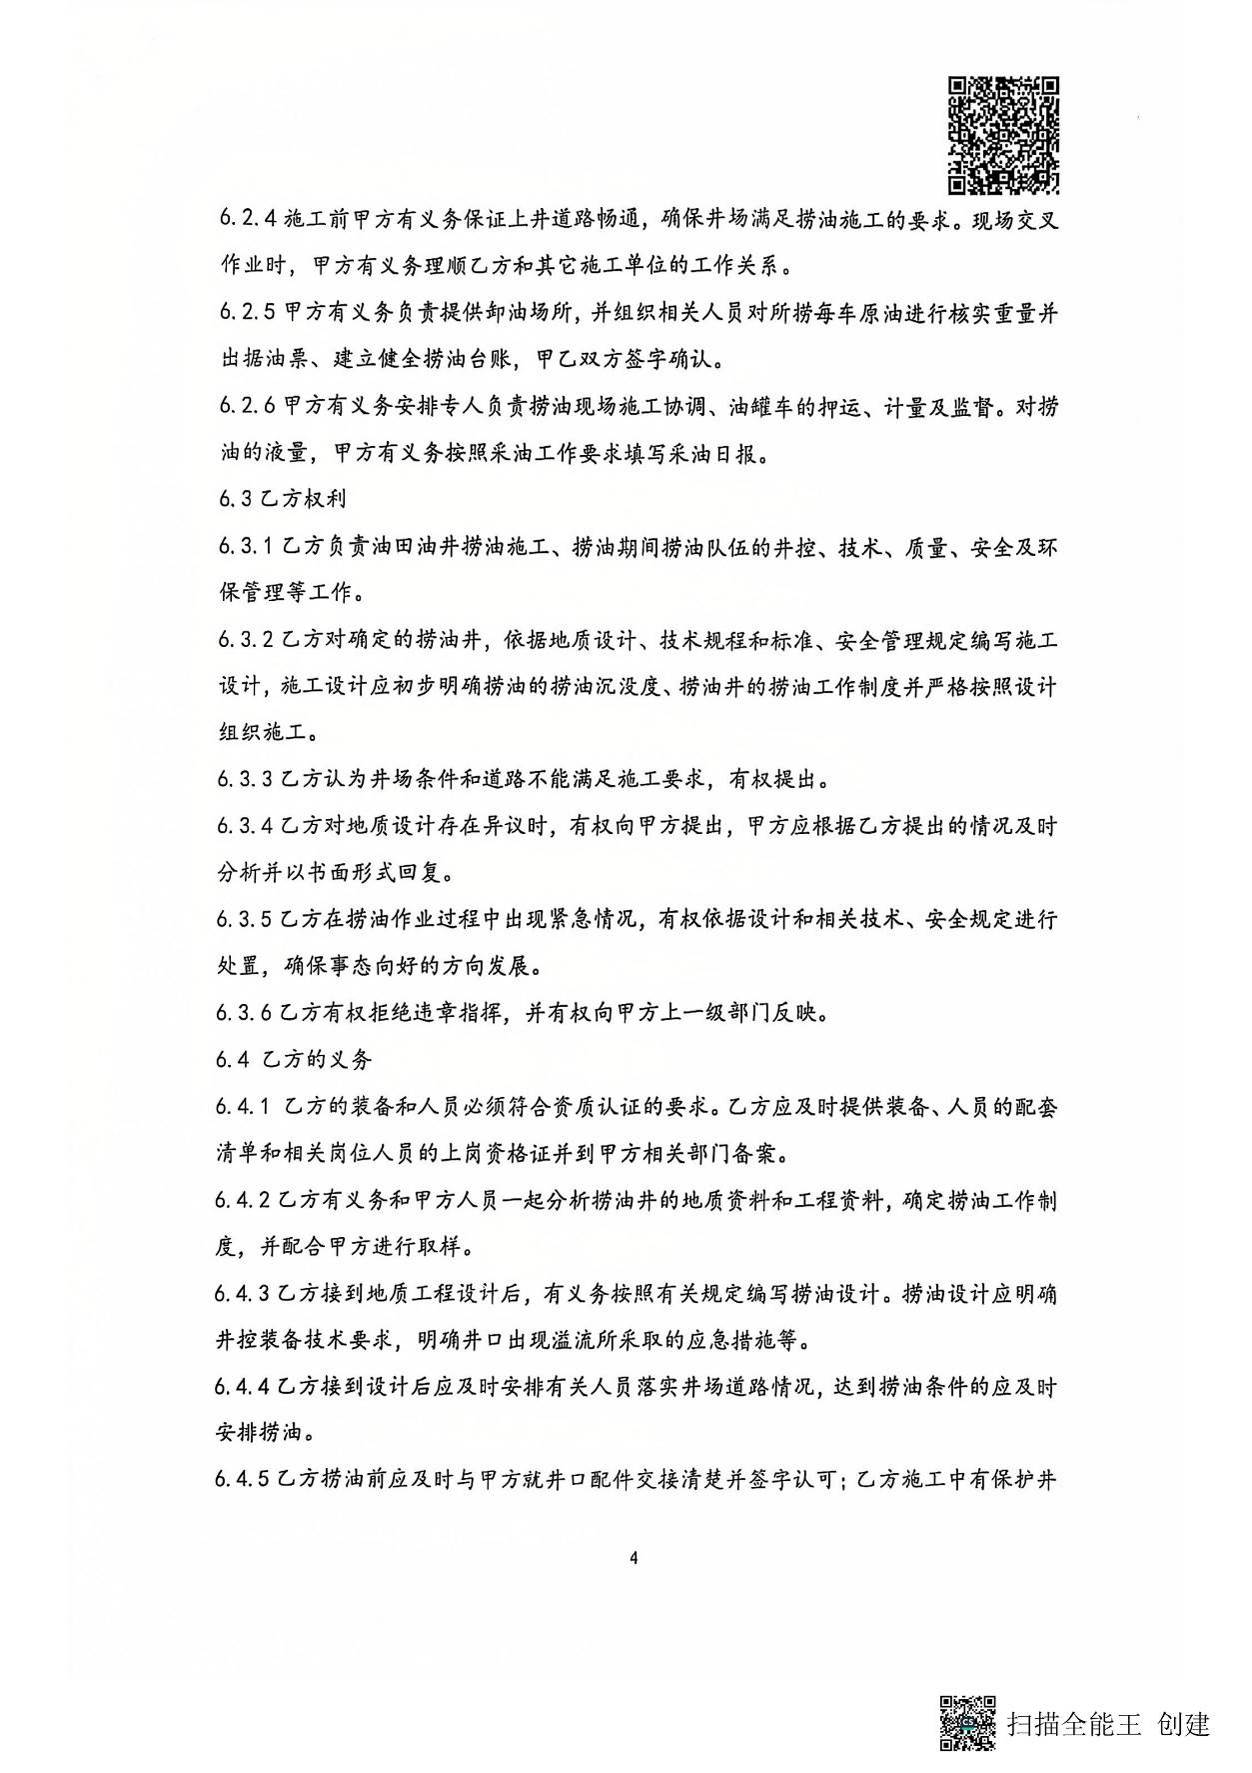 6.2.4施工前甲方有义务保证上井道路畅通，确保井场满足捞油施工的要求。现场交叉
作业时，甲方有义务理顺乙方和其它施工单位的工作关系。
6.2.5甲方有义务负责提供卸油场所，并组织相关人员对所捞每车原油进行核实重量并
出据油票、建立健全捞油台账，甲乙双方签字确认。
6.2.6甲方有义务安排专人负责捞油现场施工协调、油罐车的押运、计量及监督。对捞
油的液量，甲方有义务按照采油工作要求填写采油日报。
6.3乙方权利
6.3.1乙方负责油田油井捞油施工、捞油期间捞油队伍的井控、技术、质量、安全及环
保管理等工作。
6.3.2乙方对确定的捞油井，依据地质设计、技术规程和标准、安全管理规定编写施工
设计，施工设计应初步明确捞油的捞油沉没度、捞油井的捞油工作制度并严格按照设计
组织施工。
6.3.3乙方认为井场条件和道路不能满足施工要求，有权提出。
6.3.4乙方对地质设计存在异议时，有权向甲方提出，甲方应根据乙方提出的情况及时
分析并以书面形式回复。
6.3.5乙方在捞油作业过程中出现紧急情况，有权依据设计和相关技术、安全规定进行
处置，确保事态向好的方向发展。
6.3.6乙方有权拒绝违章指挥，并有权向甲方上一级部门反映。
6.4 乙方的义务
6.4.1 乙方的装备和人员必须符合资质认证的要求。乙方应及时提供装备、人员的配套
清单和相关岗位人员的上岗资格证并到甲方相关部门备案。
6.4.2乙方有义务和甲方人员一起分析捞油井的地质资料和工程资料，确定捞油工作制
度，并配合甲方进行取样。
6.4.3乙方接到地质工程设计后，有义务按照有关规定编写捞油设计。捞油设计应明确
井控装备技术要求，明确井口出现溢流所采取的应急措施等。
6.4.4乙方接到设计后应及时安排有关人员落实井场道路情况，达到捞油条件的应及时
安排捞油。
6.4.5乙方捞油前应及时与甲方就井口配件交接清楚并签字认可；乙方施工中有保护井
4
扫描全能王 创建